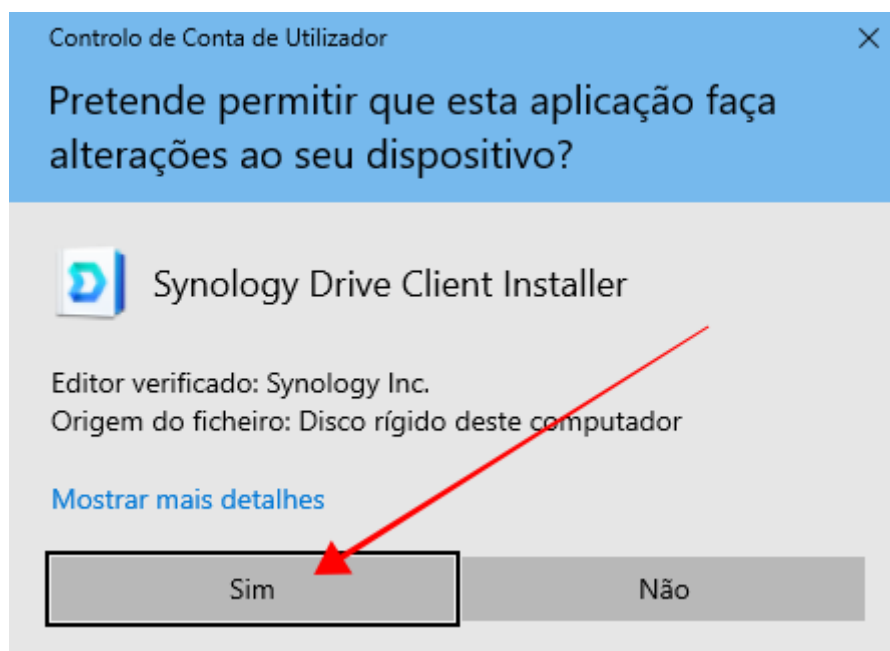 Controlo de Conta de Utilizador
Pretende permitir que esta aplicação faça
alterações ao seu dispositivo?
Synology Drive Client Installer
Editor verificado: Synology Inc.
Origem do ficheiro: Disco rígido deste computador
Mostrar mais detalhes
Sim
Não